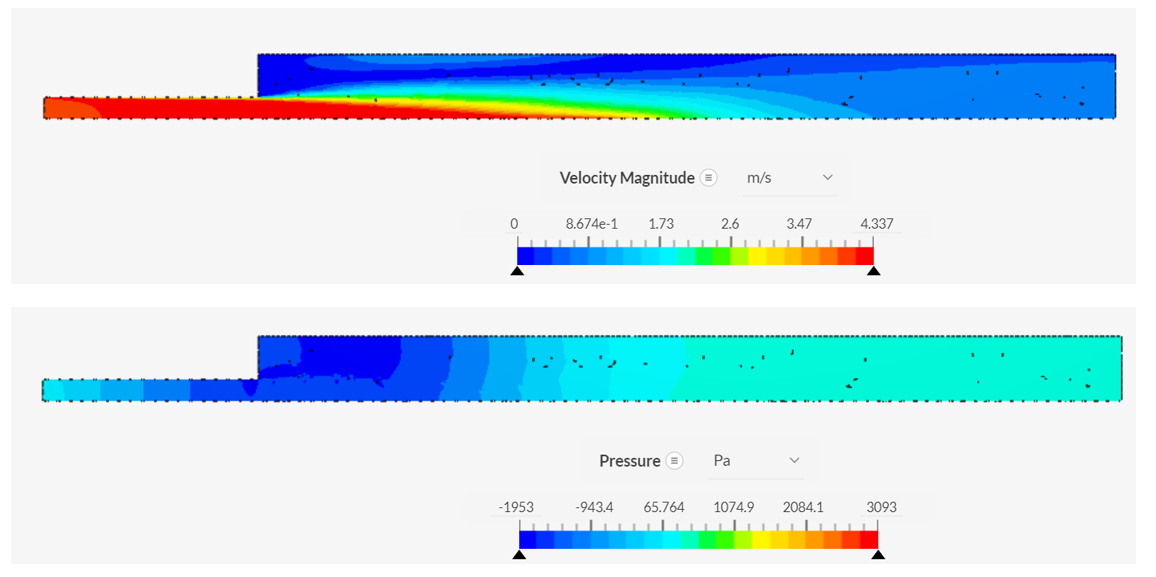 Velocity Magnitude m/s
0 8.674e-1 1.73 2.6 3.47 4.337
Pressure Pa
-1953 -943.4 65.764 1074.9 2084.1 3093